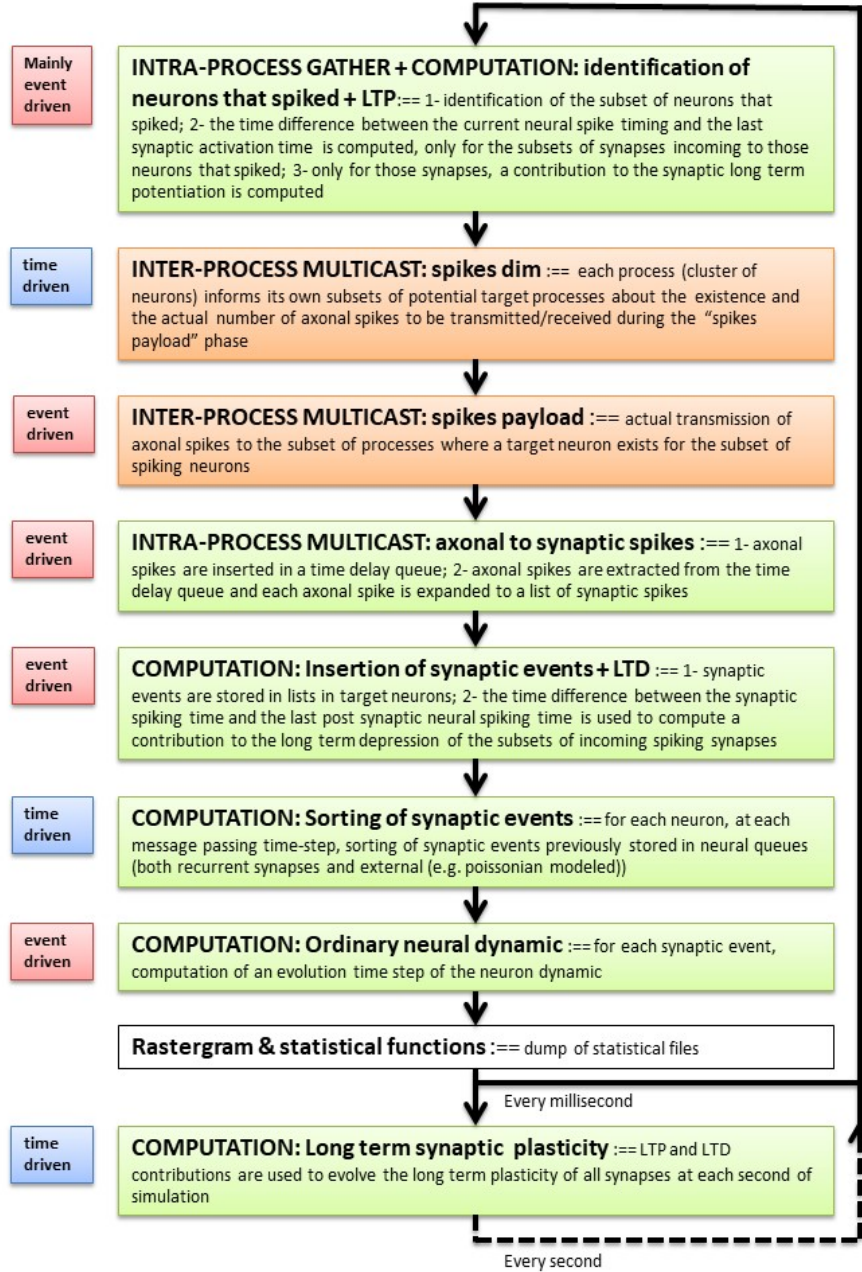 Mainly
event
driven
INTRA-PROCESS GATHER + COMPUTATION: identification of
neurons that spiked + LTP:== 1- identification of the subset of neurons that
spiked; 2- the time difference between the current neural spike timing and the last
synaptic activation time is computed, only for the subsets of synapses incoming to those
neurons that spiked; 3- only for those synapses, a contribution to the synaptic long term
potentiation is computed
time
driven
INTER-PROCESS MULTICAST: spikes dim :== each process (cluster of
neurons) informs its own subsets of potential target processes about the existence and
the actual number of axonal spikes to be transmitted/received during the “spikes
payload” phase
event
driven
INTER-PROCESS MULTICAST: spikes payload :== actual transmission of
axonal spikes to the subset of processes where a target neuron exists for the subset of
spiking neurons
event
driven
INTRA-PROCESS MULTICAST: axonal to synaptic spikes :== 1- axonal
spikes are inserted in a time delay queue; 2- axonal spikes are extracted from the time
delay queue and each axonal spike is expanded to a list of synaptic spikes
event
driven
COMPUTATION: Insertion of synaptic events + LTD :== 1- synaptic
events are stored in lists in target neurons; 2- the time difference between the synaptic
spiking time and the last post synaptic neural spiking time is used to compute a
contribution to the long term depression of the subsets of incoming spiking synapses
time
driven
COMPUTATION: Sorting of synaptic events :== for each neuron, at each
message passing time-step, sorting of synaptic events previously stored in neural queues
(both recurrent synapses and external (e.g. poissonian modeled))
event
driven
COMPUTATION: Ordinary neural dynamic :== for each synaptic event,
computation of an evolution time step of the neuron dynamic
Rastergram & statistical functions :== dump of statistical files
Every millisecond
time
driven
COMPUTATION: Long term synaptic plasticity :== LTP and LTD
contributions are used to evolve the long term plasticity of all synapses at each second of
simulation
Every second